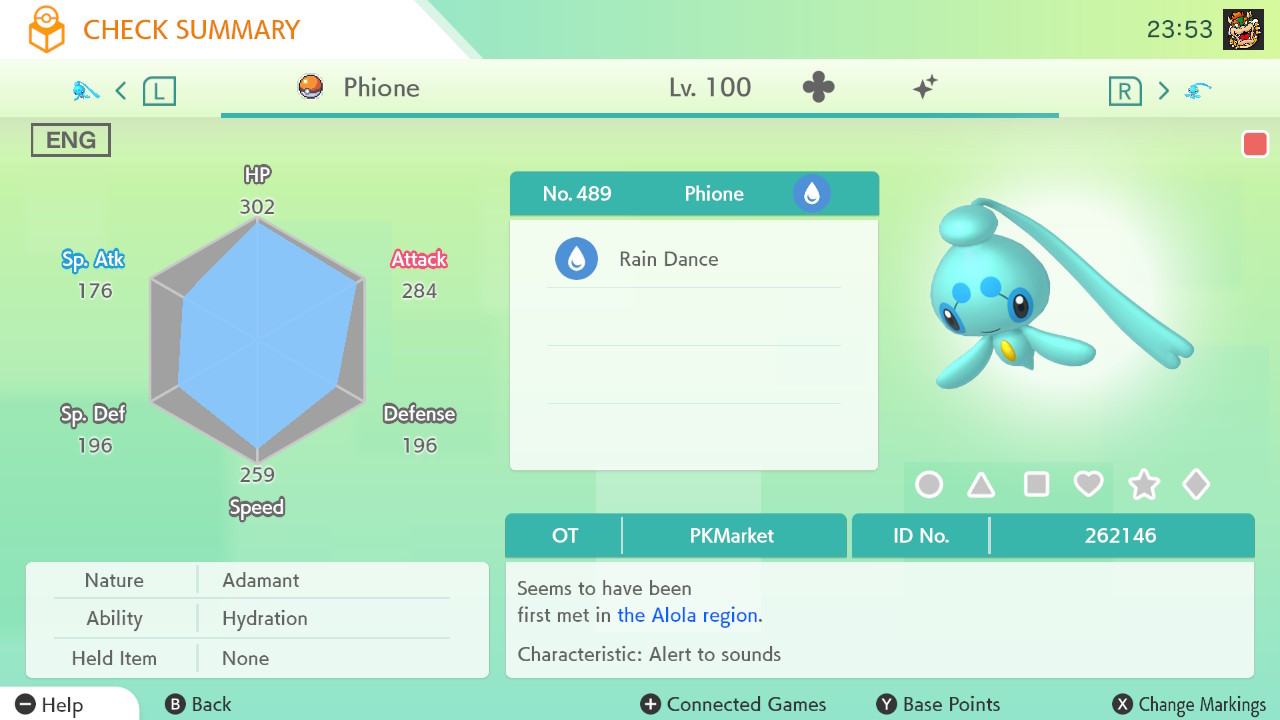 CHECK SUMMARY
23:53
L
Phione
Lv. 100
R
ENG
HP
302
Sp. Atk
176
Attack
284
Sp. Def
196
Defense
196
259
Speed
No. 489 Phione
Rain Dance
OT PKMarket
ID No. 262146
Nature Adamant
Ability Hydration
Held Item None
Seems to have been
first met in the Alola region.
Characteristic: Alert to sounds
Help
B Back
Connected Games
Y Base Points
X Change Markings